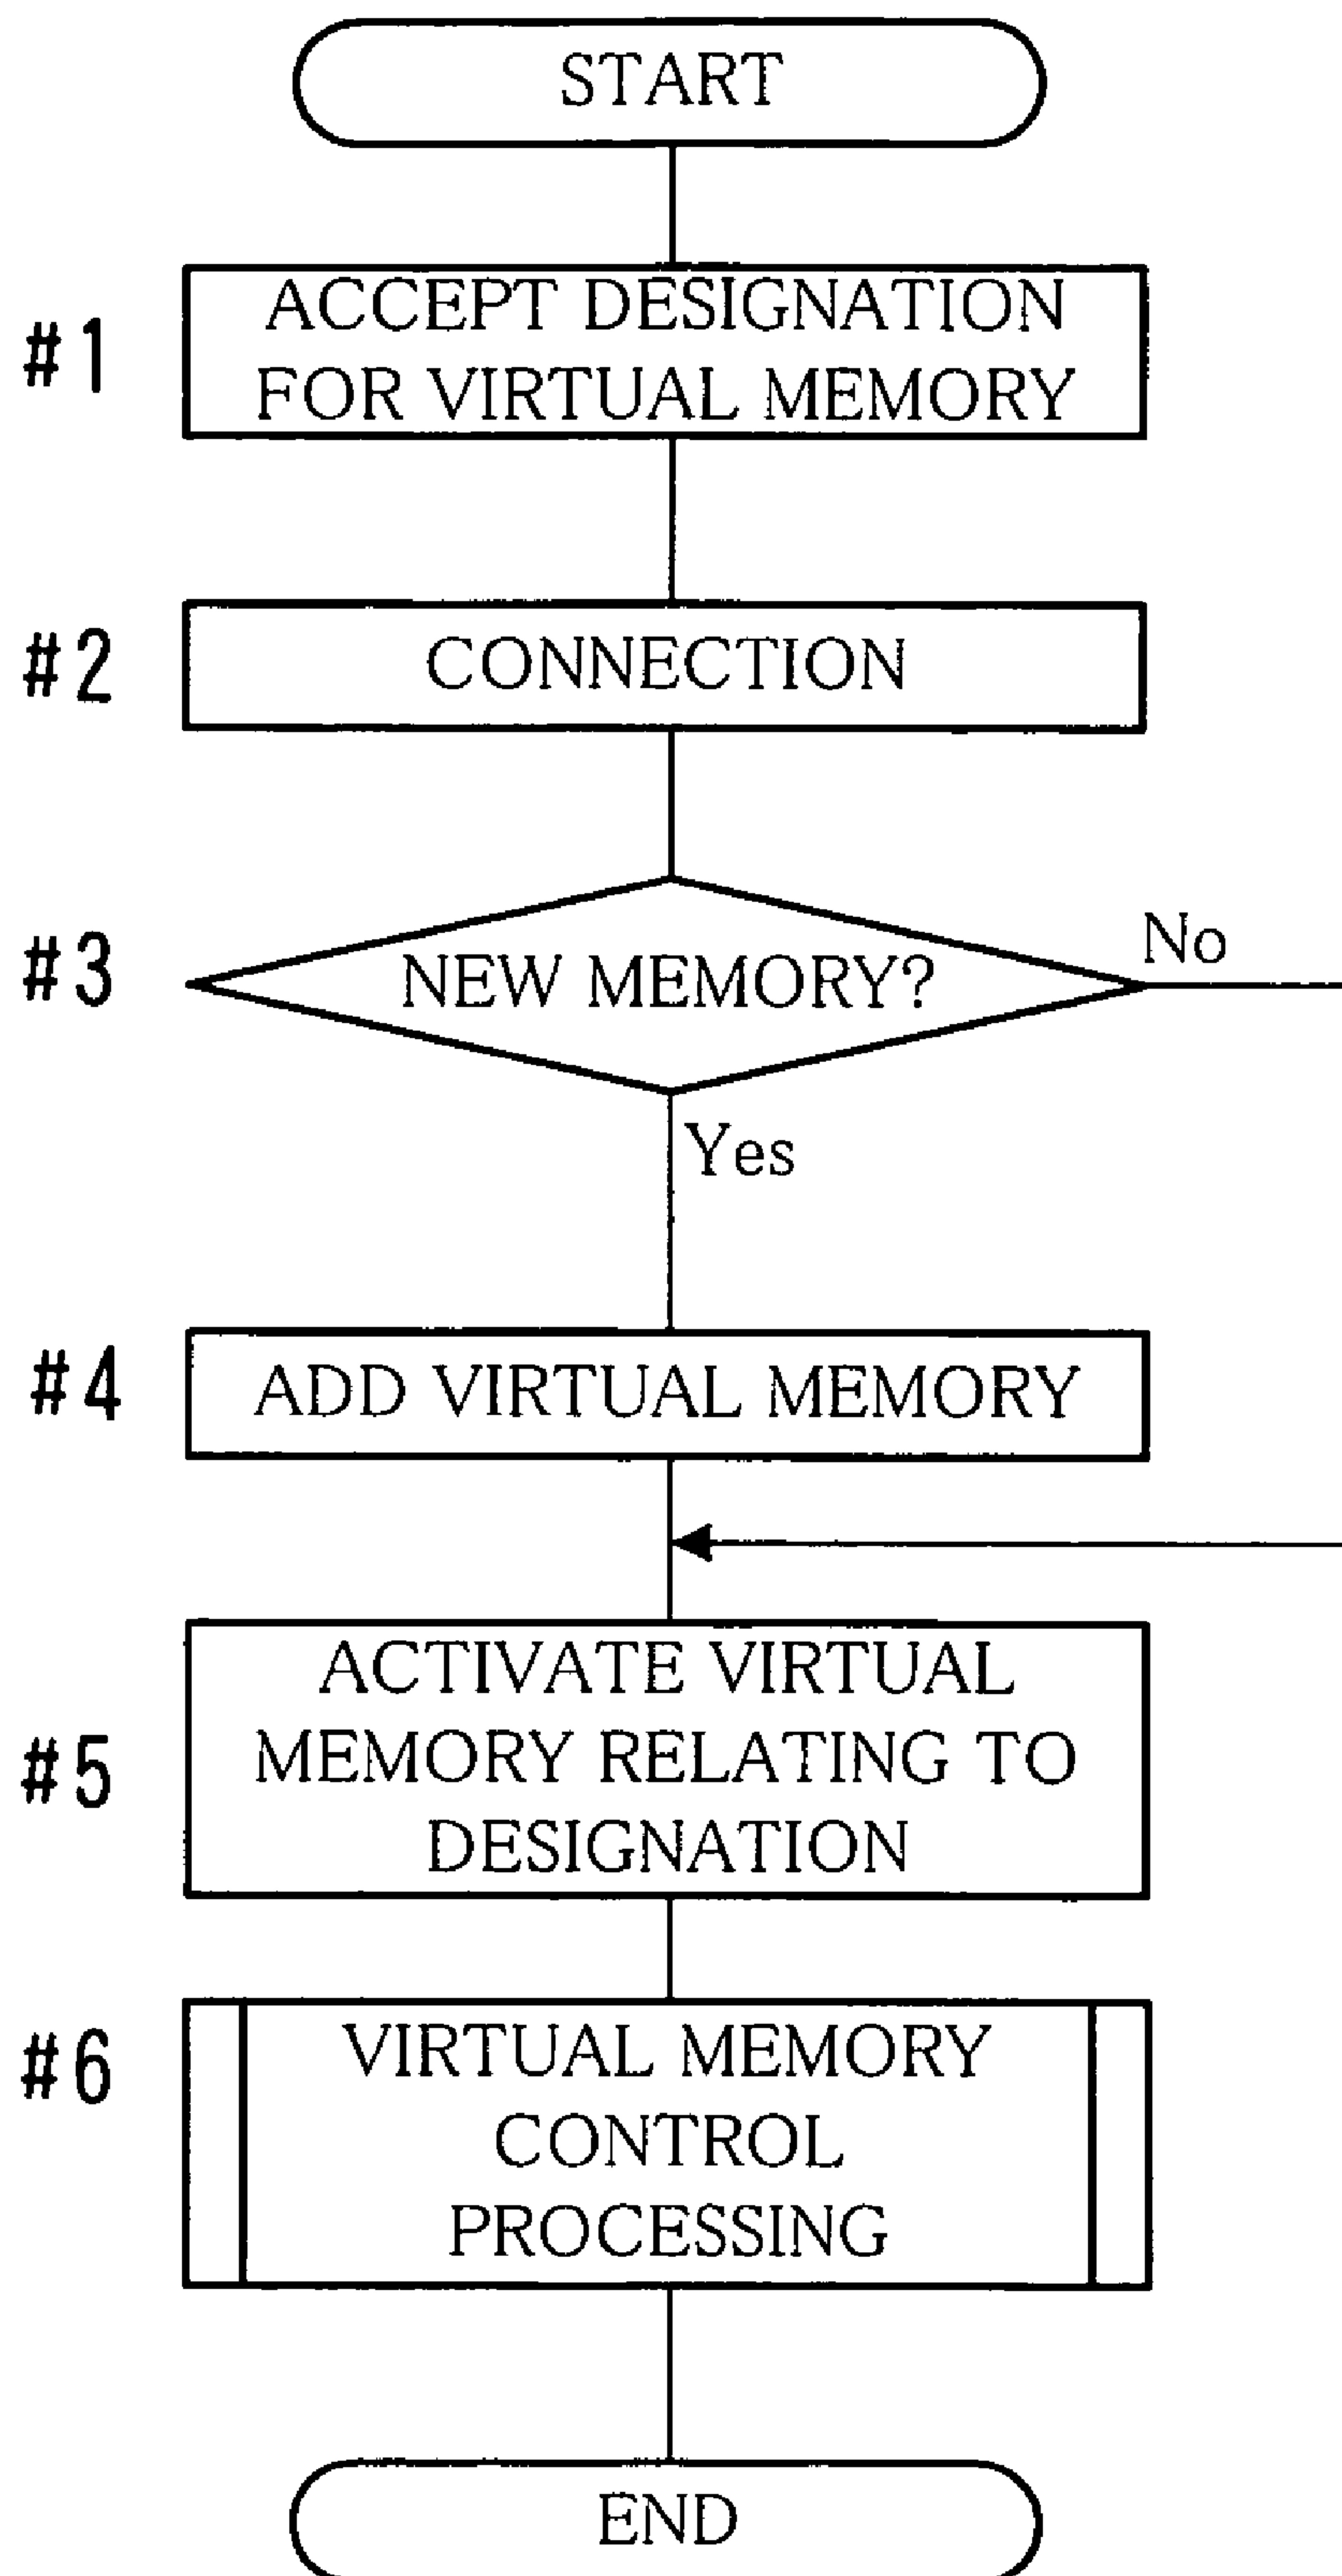 START
#1
ACCEPT DESIGNATION
FOR VIRTUAL MEMORY
#2
CONNECTION
#3
NEW MEMORY?
No
Yes
#4
ADD VIRTUAL MEMORY
#5
ACTIVATE VIRTUAL
MEMORY RELATING TO
DESIGNATION
#6
VIRTUAL MEMORY
CONTROL
PROCESSING
END